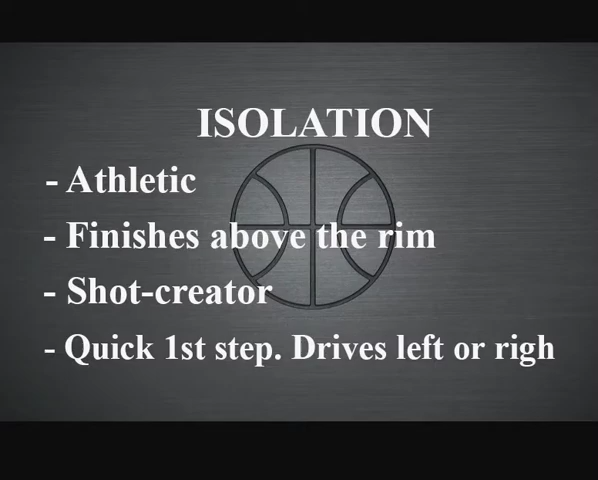 ISOLATION
- Athletic
- Finishes above the rim
- Shot-creator
- Quick 1st step. Drives left or righ